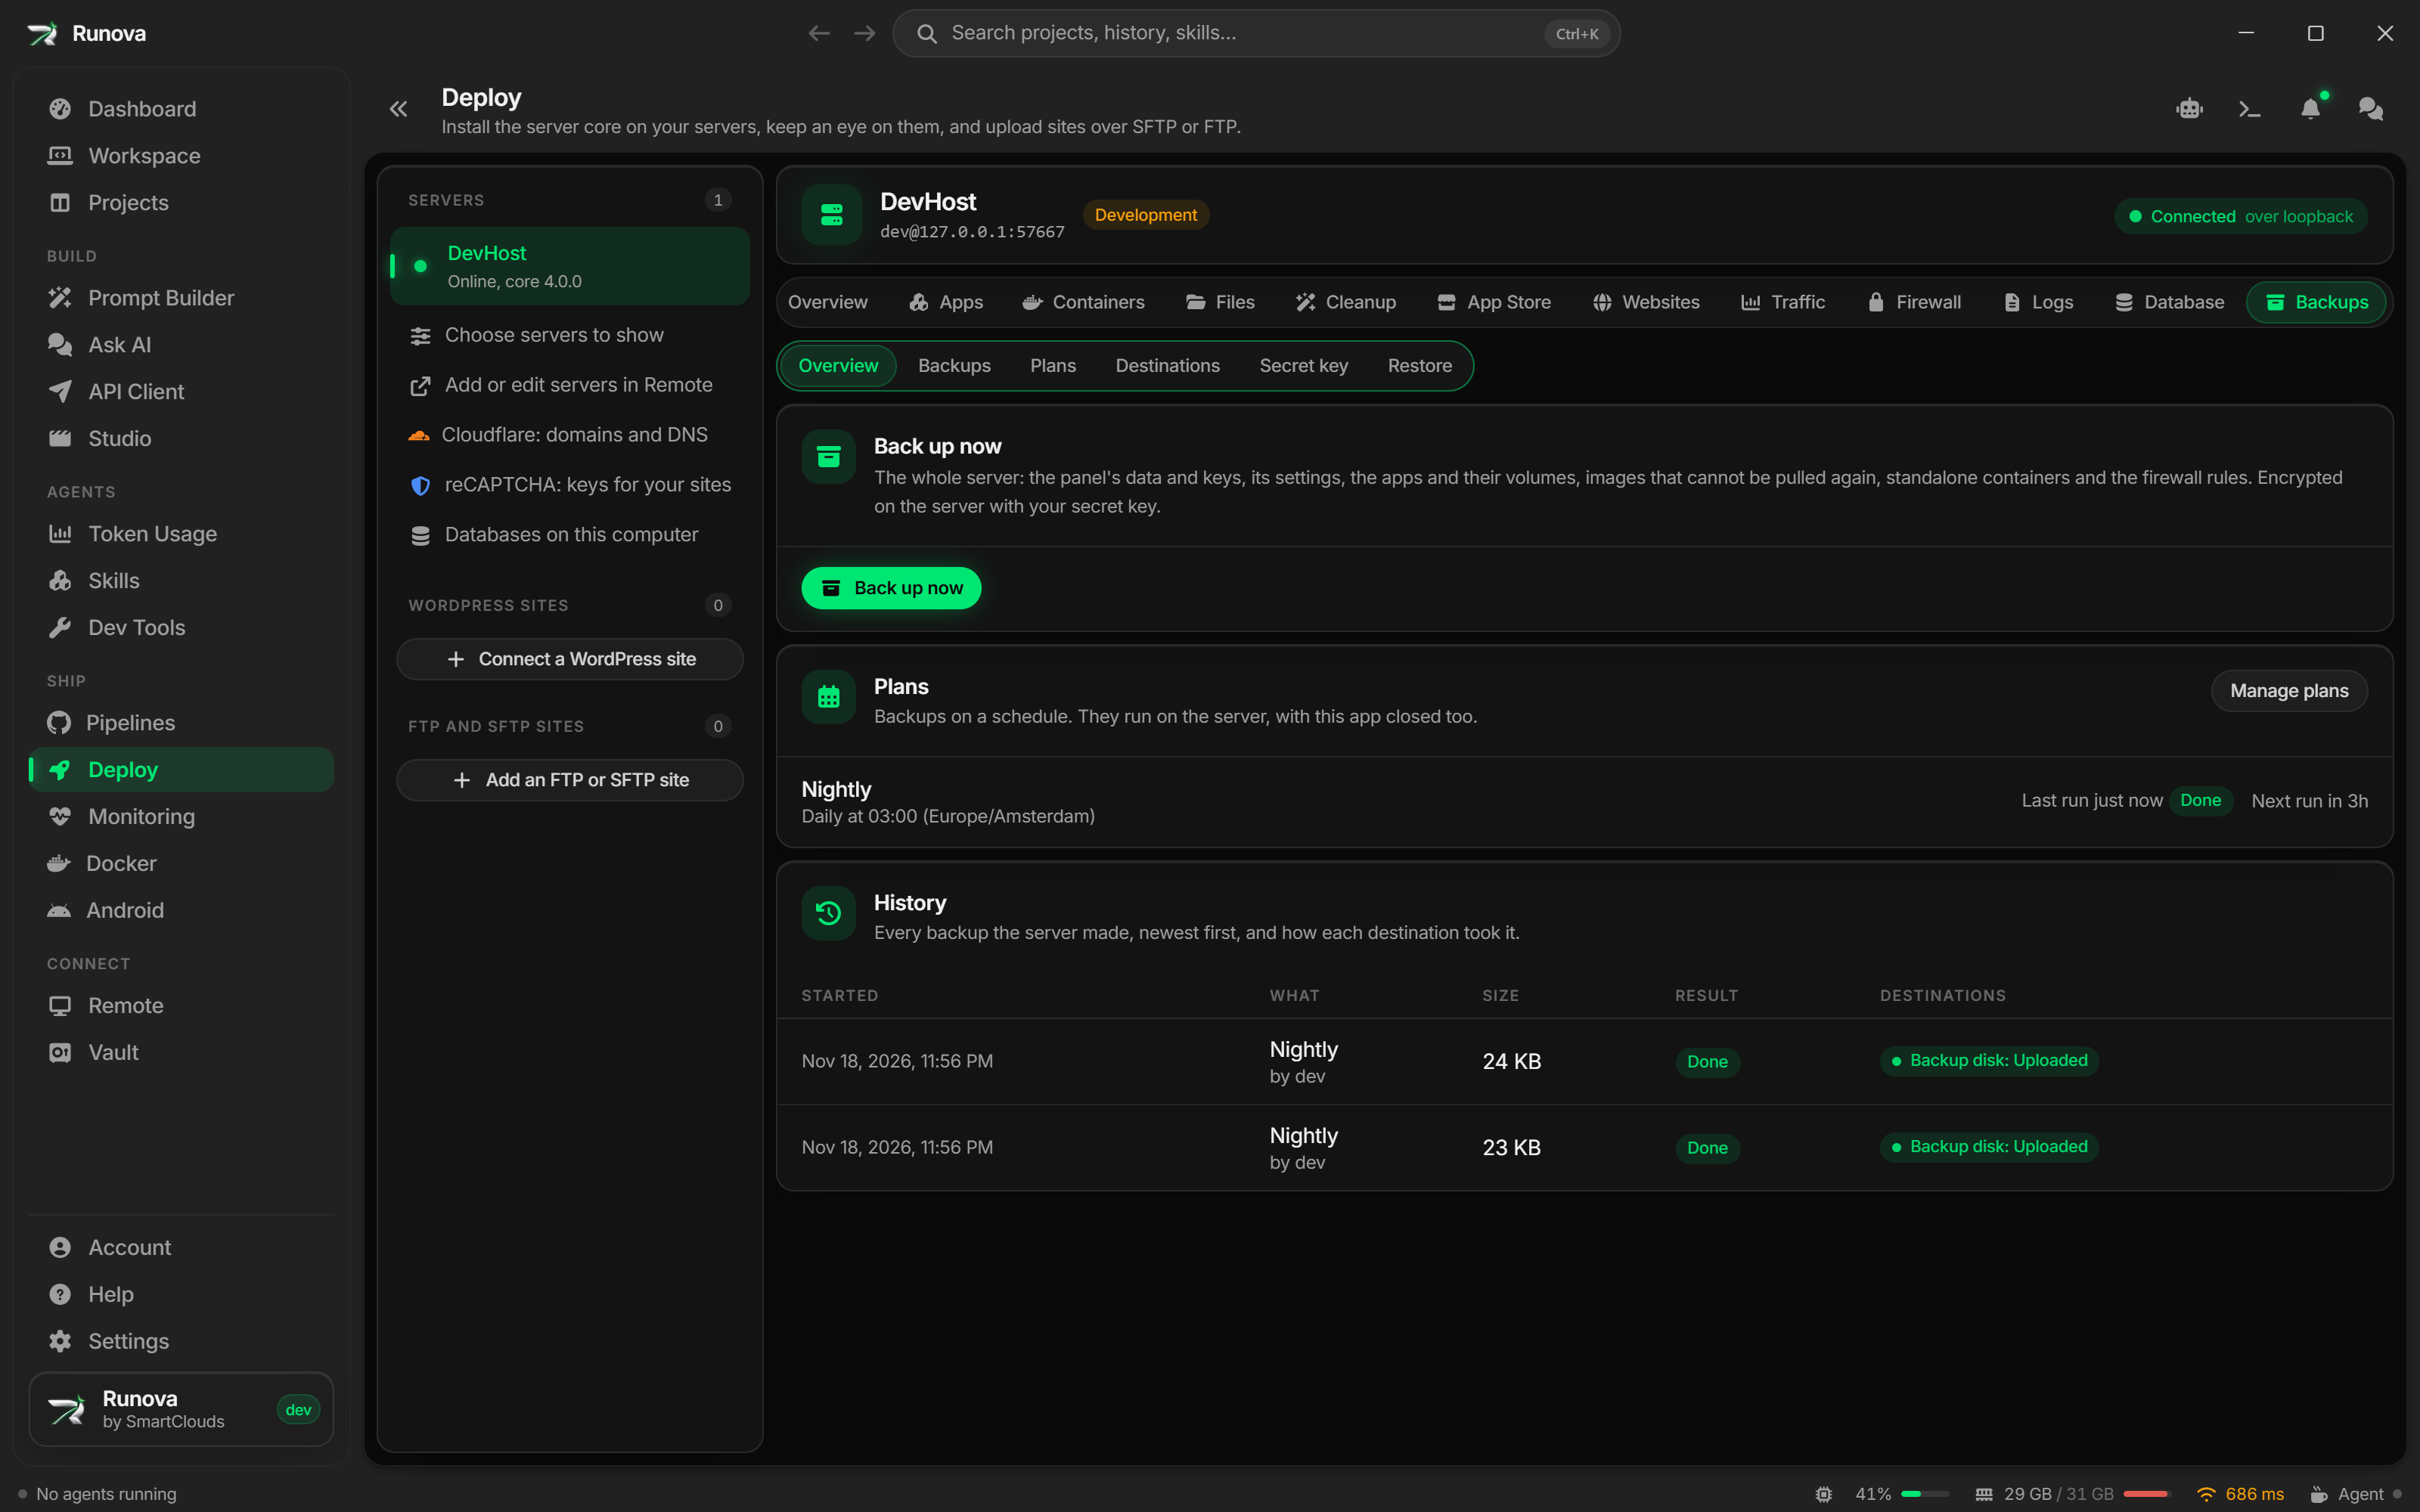 Runova
Search projects, history, skills...
Ctrl+K
Dashboard
Workspace
Projects
BUILD
Prompt Builder
Ask AI
API Client
Studio
AGENTS
Token Usage
Skills
Dev Tools
SHIP
Pipelines
Deploy
Monitoring
Docker
Android
CONNECT
Remote
Vault
Account
Help
Settings
Runova
by SmartClouds
dev
Deploy
Install the server core on your servers, keep an eye on them, and upload sites over SFTP or FTP.
SERVERS 1
DevHost
Online, core 4.0.0
Choose servers to show
Add or edit servers in Remote
Cloudflare: domains and DNS
reCAPTCHA: keys for your sites
Databases on this computer
WORDPRESS SITES 0
Connect a WordPress site
FTP AND SFTP SITES 0
Add an FTP or SFTP site
DevHost
dev@127.0.0.1:57667
Development
Connected over loopback
Overview Apps Containers Files Cleanup App Store Websites Traffic Firewall Logs Database Backups
Overview Backups Plans Destinations Secret key Restore
Back up now
The whole server: the panel's data and keys, its settings, the apps and their volumes, images that cannot be pulled again, standalone containers and the firewall rules. Encrypted
on the server with your secret key.
Back up now
Plans
Backups on a schedule. They run on the server, with this app closed too.
Manage plans
Nightly
Daily at 03:00 (Europe/Amsterdam)
Last run just now Done Next run in 3h
History
Every backup the server made, newest first, and how each destination took it.
STARTED WHAT SIZE RESULT DESTINATIONS
Nov 18, 2026, 11:56 PM Nightly by dev 24 KB Done Backup disk: Uploaded
Nov 18, 2026, 11:56 PM Nightly by dev 23 KB Done Backup disk: Uploaded
No agents running
41% 29 GB / 31 GB 686 ms Agent